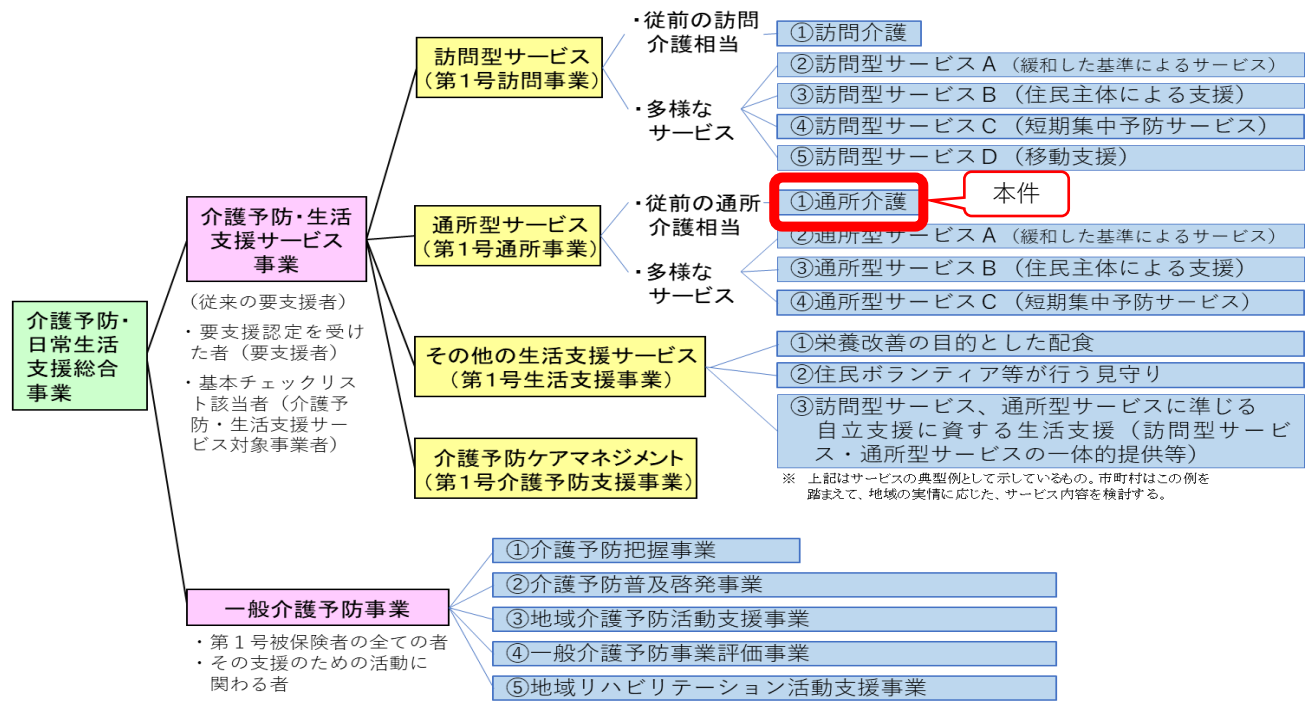 介護予防・
日常生活
支援総合
事業
介護予防・生活
支援サービス
事業
（従来の要支援者）
・要支援認定を受け
た者（要支援者）
・基本チェックリス
ト該当者（介護予
防・生活支援サー
ビス対象事業者）
訪問型サービス
（第１号訪問事業）
・従前の訪問
介護相当
①訪問介護
・多様な
サービス
②訪問型サービスＡ（緩和した基準によるサービス）
③訪問型サービスＢ（住民主体による支援）
④訪問型サービスＣ（短期集中予防サービス）
⑤訪問型サービスＤ（移動支援）
通所型サービス
（第１号通所事業）
・従前の通所
介護相当
①通所介護
本件
・多様な
サービス
②通所型サービスＡ（緩和した基準によるサービス）
③通所型サービスＢ（住民主体による支援）
④通所型サービスＣ（短期集中予防サービス）
その他の生活支援サービス
（第１号生活支援事業）
①栄養改善の目的とした配食
②住民ボランティア等が行う見守り
③訪問型サービス、通所型サービスに準じる
自立支援に資する生活支援（訪問型サービ
ス・通所型サービスの一体的提供等）
※　上記はサービスの典型例として示しているもの。市町村はこの例を
踏まえて、地域の実情に応じた、サービス内容を検討する。
介護予防ケアマネジメント
（第１号介護予防支援事業）
一般介護予防事業
・第１号被保険者の全ての者
・その支援のための活動に
関わる者
①介護予防把握事業
②介護予防普及啓発事業
③地域介護予防活動支援事業
④一般介護予防事業評価事業
⑤地域リハビリテーション活動支援事業